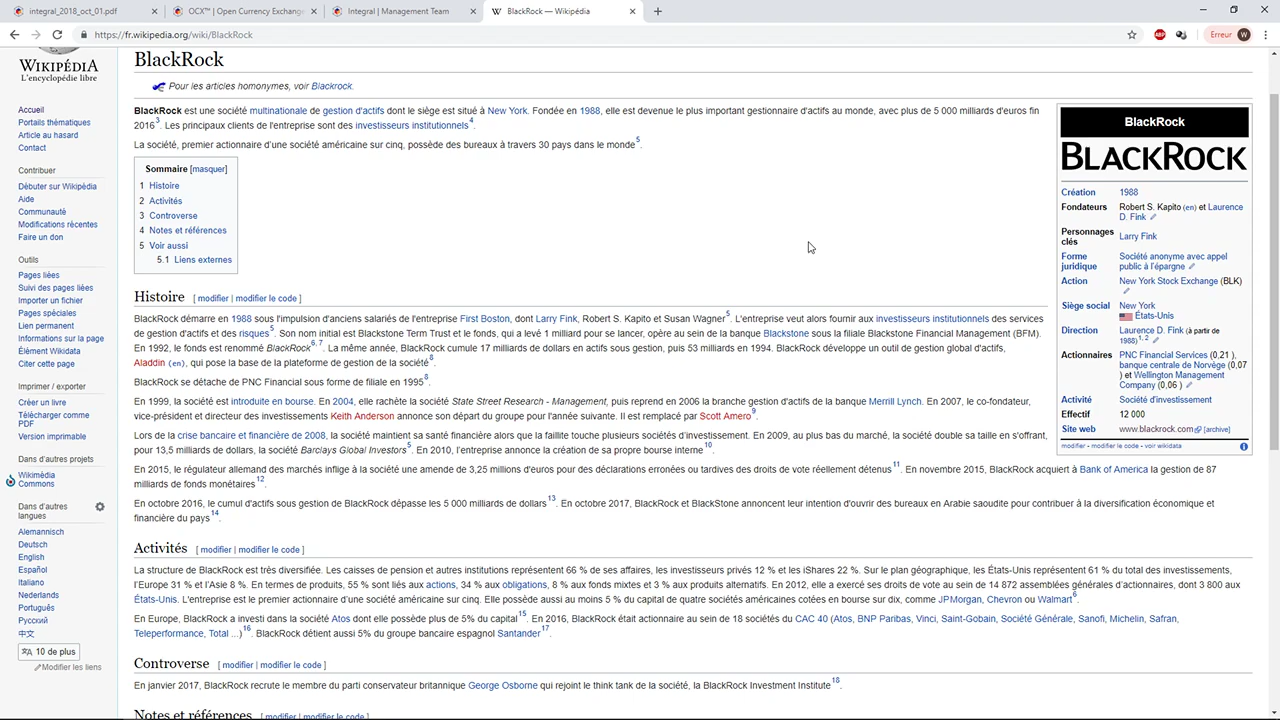 integral_2018_oct_01.pdf
OCX™ | Open Currency Exchange
Integral | Management Team
BlackRock — Wikipédia
https://fr.wikipedia.org/wiki/BlackRock
ABP
Erreur
W
WIKIPÉDIA
L'encyclopédie libre
Accueil
Portails thématiques
Article au hasard
Contact
Contribuer
Débuter sur Wikipédia
Aide
Communauté
Modifications récentes
Faire un don
Outils
Pages liées
Suivi des pages liées
Importer un fichier
Pages spéciales
Lien permanent
Informations sur la page
Élément Wikidata
Citer cette page
Imprimer / exporter
Créer un livre
Télécharger comme
PDF
Version imprimable
Dans d'autres projets
Wikimedia
Commons
Dans d'autres
langues
Alemannisch
Deutsch
English
Español
Italiano
Nederlands
Português
Русский
中文
10 de plus
Modifier les liens
BlackRock
Pour les articles homonymes, voir Blackrock.
BlackRock est une société multinationale de gestion d'actifs dont le siège est situé à New York. Fondée en 1988, elle est devenue le plus important gestionnaire d'actifs au monde, avec plus de 5 000 milliards d'euros fin
2016 3. Les principaux clients de l'entreprise sont des investisseurs institutionnels 4.
La société, premier actionnaire d'une société américaine sur cinq, possède des bureaux à travers 30 pays dans le monde 5.
Sommaire [masquer]
1 Histoire
2 Activités
3 Controverse
4 Notes et références
5 Voir aussi
5.1 Liens externes
Histoire [ modifier | modifier le code ]
BlackRock démarre en 1988 sous l'impulsion d'anciens salariés de l'entreprise First Boston, dont Larry Fink, Robert S. Kapito et Susan Wagner 5. L'entreprise veut alors fournir aux investisseurs institutionnels des services
de gestion d'actifs et des risques 5. Son nom initial est Blackstone Term Trust et le fonds, qui a levé 1 milliard pour se lancer, opère au sein de la banque Blackstone sous la filiale Blackstone Financial Management (BFM).
En 1992, le fonds est renommé BlackRock 6, 7. La même année, BlackRock cumule 17 milliards de dollars en actifs sous gestion, puis 53 milliards en 1994. BlackRock développe un outil de gestion global d'actifs,
Aladdin (en), qui pose la base de la plateforme de gestion de la société 8.
BlackRock se détache de PNC Financial sous forme de filiale en 1995 8.
En 1999, la société est introduite en bourse. En 2004, elle rachète la société State Street Research - Management, puis reprend en 2006 la branche gestion d'actifs de la banque Merrill Lynch. En 2007, le co-fondateur,
vice-président et directeur des investissements Keith Anderson annonce son départ du groupe pour l'année suivante. Il est remplacé par Scott Amero 9.
Lors de la crise bancaire et financière de 2008, la société maintient sa santé financière alors que la faillite touche plusieurs sociétés d'investissement. En 2009, au plus bas du marché, la société double sa taille en s'offrant,
pour 13,5 milliards de dollars, la société Barclays Global Investors 5. En 2010, l'entreprise annonce la création de sa propre bourse interne 10.
En 2015, le régulateur allemand des marchés inflige à la société une amende de 3,25 millions d'euros pour des déclarations erronées ou tardives de droits de vote réellement détenus 11. En novembre 2015, BlackRock acquiert à Bank of America la gestion de 87
milliards de fonds monétaires 12.
En octobre 2016, le cumul d'actifs sous gestion de BlackRock dépasse les 5 000 milliards de dollars 13. En octobre 2017, BlackRock et BlackStone annoncent leur intention d'ouvrir des bureaux en Arabie saoudite pour contribuer à la diversification économique et
financière du pays 14.
Activités [ modifier | modifier le code ]
La structure de BlackRock est très diversifiée. Les caisses de pension et autres institutions représentent 66 % de ses affaires, les investisseurs privés 12 % et les iShares 22 %. Sur le plan géographique, les États-Unis représentent 61 % du total des investissements,
l'Europe 31 % et l'Asie 8 %. En termes de produits, 55 % sont liés aux actions, 34 % aux obligations, 8 % aux fonds mixtes et 3 % aux produits alternatifs. En 2012, elle a exercé ses droits de vote au sein de 14 872 assemblées générales d'actionnaires, dont 3 800 aux
États-Unis. L'entreprise est le premier actionnaire d'une société américaine sur cinq. Elle possède aussi au moins 5 % du capital de quatre sociétés américaines cotées en bourse sur dix, comme JPMorgan, Chevron ou Walmart 6.
En Europe, BlackRock a investi dans la société Atos dont elle possède plus de 5% du capital 15. En 2016, BlackRock était actionnaire au sein de 18 sociétés du CAC 40 (Atos, BNP Paribas, Vinci, Saint-Gobain, Société Générale, Sanofi, Michelin, Safran,
Teleperformance, Total ...) 16. BlackRock détient aussi 5% du groupe bancaire espagnol Santander 17.
Controverse [ modifier | modifier le code ]
En janvier 2017, BlackRock recrute le membre du parti conservateur britannique George Osborne qui rejoint le think tank de la société, la BlackRock Investment Institute 18.
Notes et références [ modifier | modifier le code ]
BlackRock
BLACKROCK
Création 1988
Fondateurs Robert S. Kapito (en) et Laurence
D. Fink
Personnages
clés Larry Fink
Forme
juridique Société anonyme avec appel
public à l'épargne
Action New York Stock Exchange (BLK)
Siège social New York
États-Unis
Direction Laurence D. Fink (à partir de
1988) 1, 2
Actionnaires PNC Financial Services (0,21 ),
banque centrale de Norvège (0,07
) et Wellington Management
Company (0,06 )
Activité Société d'investissement
Effectif 12 000
Site web www.blackrock.com [archive]
modifier - modifier le code - voir wikidata